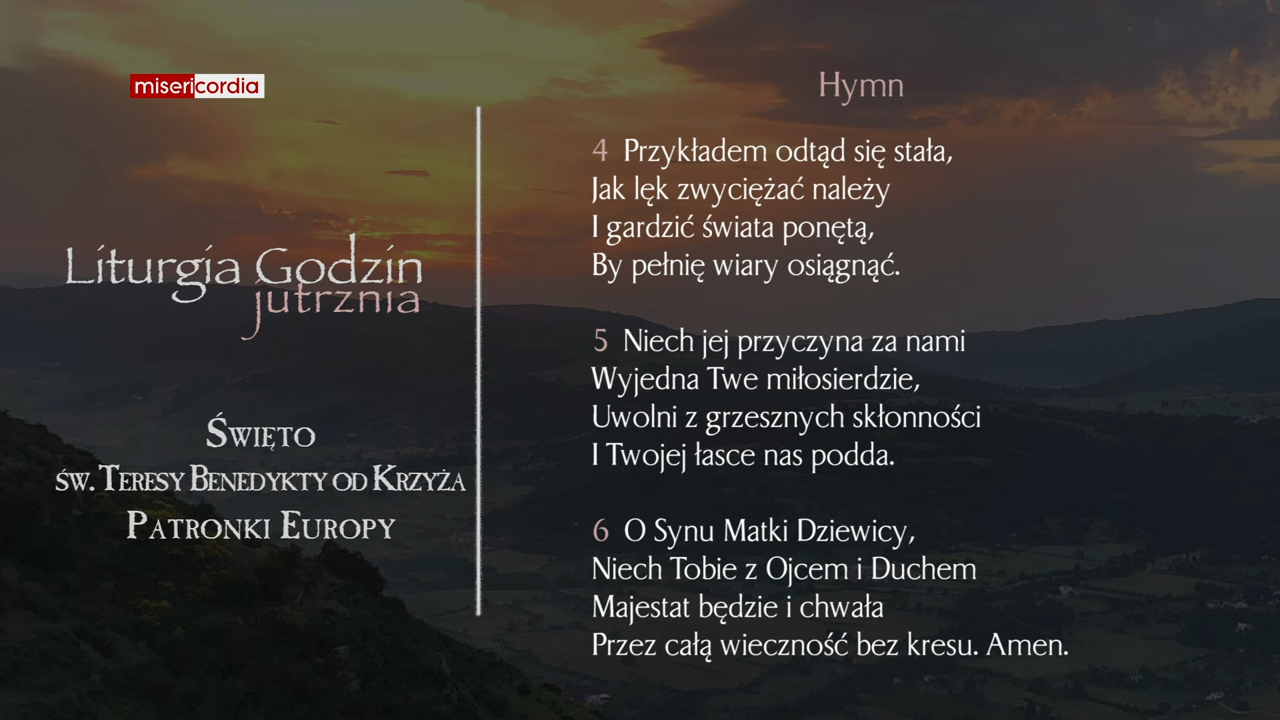 misericordia
Liturgia Godzin
jutrznia
Święto
św. Teresy Benedykty od Krzyża
Patronki Europy
Hymn
4 Przykładem odtąd się stała,
Jak lęk zwyciężać należy
I gardzić świata ponętą,
By pełnię wiary osiągnąć.
5 Niech jej przyczyna za nami
Wyjedna Twe miłosierdzie,
Uwolni z grzesznych skłonności
I Twojej łasce nas podda.
6 O Synu Matki Dziewicy,
Niech Tobie z Ojcem i Duchem
Majestat będzie i chwała
Przez całą wieczność bez kresu. Amen.